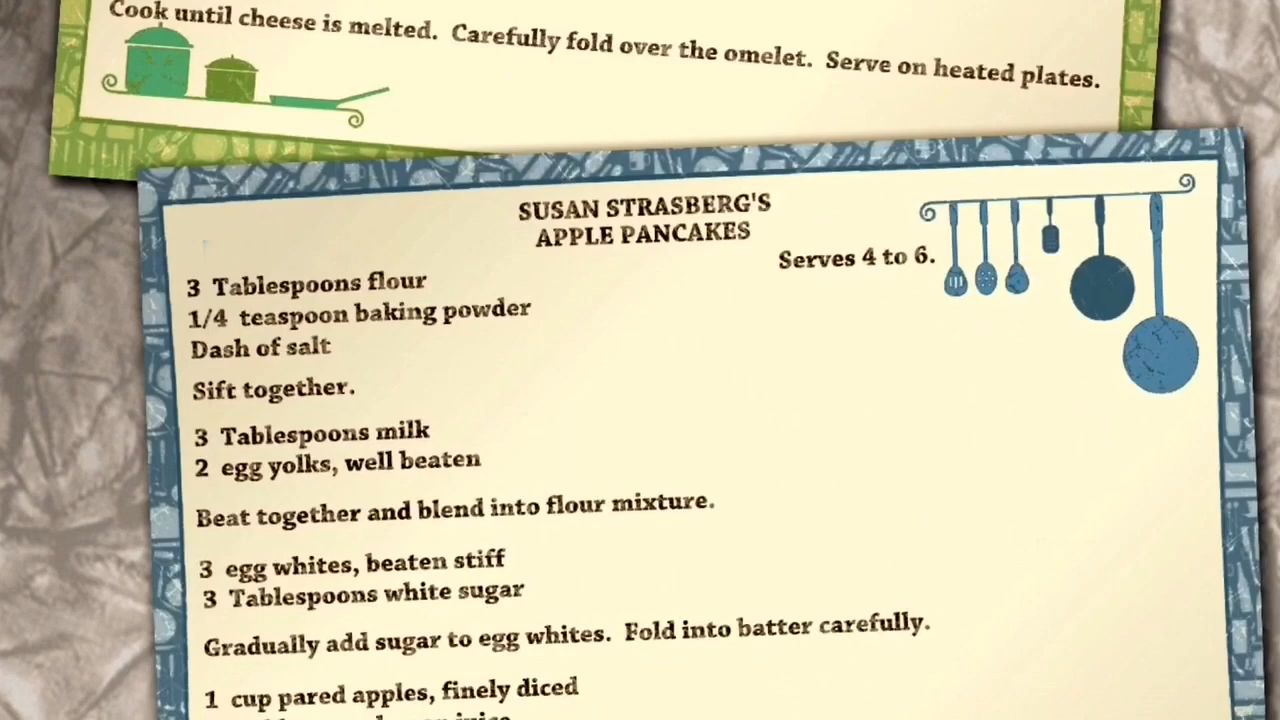 Cook until cheese is melted.  Carefully fold over the omelet.  Serve on heated plates.
SUSAN STRASBERG'S
APPLE PANCAKES
Serves 4 to 6.
3  Tablespoons flour
1/4  teaspoon baking powder
Dash of salt
Sift together.
3  Tablespoons milk
2  egg yolks, well beaten
Beat together and blend into flour mixture.
3  egg whites, beaten stiff
3  Tablespoons white sugar
Gradually add sugar to egg whites.  Fold into batter carefully.
1  cup pared apples, finely diced
juice